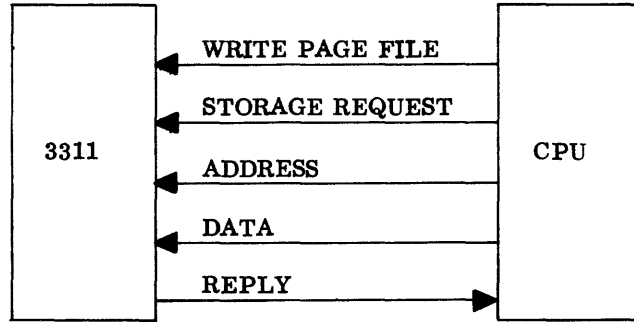 WRITE PAGE FILE
STORAGE REQUEST
3311
CPU
ADDRESS
DATA
REPLY